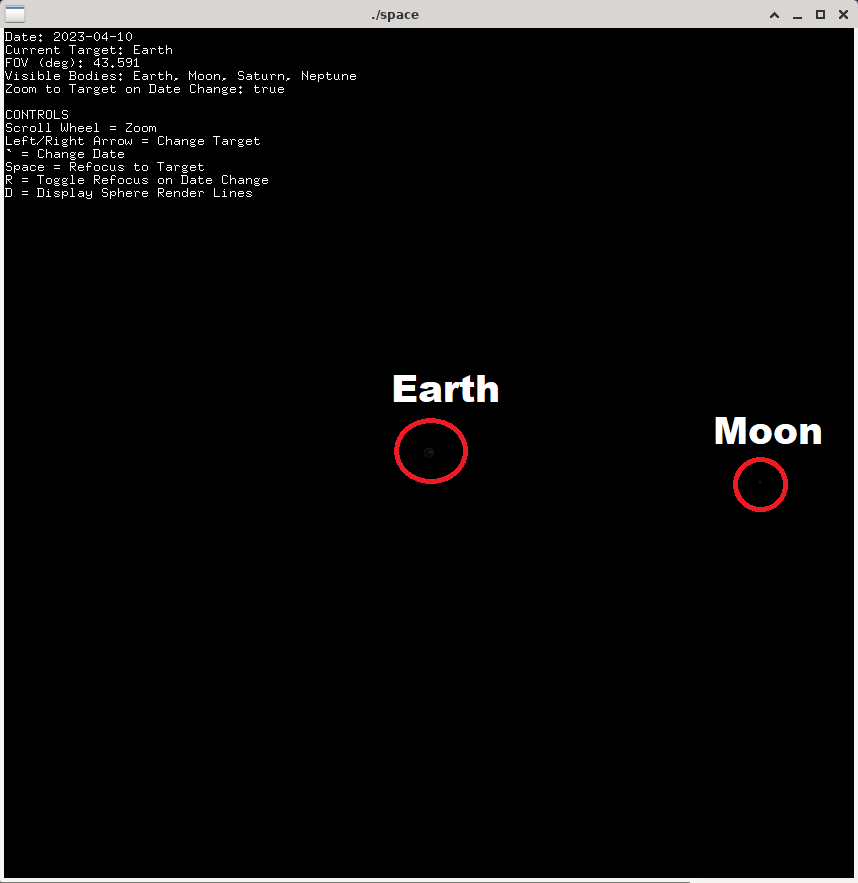 ./space
Date: 2023-04-10
Current Target: Earth
FOV (deg): 43.591
Visible Bodies: Earth, Moon, Saturn, Neptune
Zoom to Target on Date Change: true
CONTROLS
Scroll Wheel = Zoom
Left/Right Arrow = Change Target
` = Change Date
Space = Refocus to Target
R = Toggle Refocus on Date Change
D = Display Sphere Render Lines
Earth
Moon